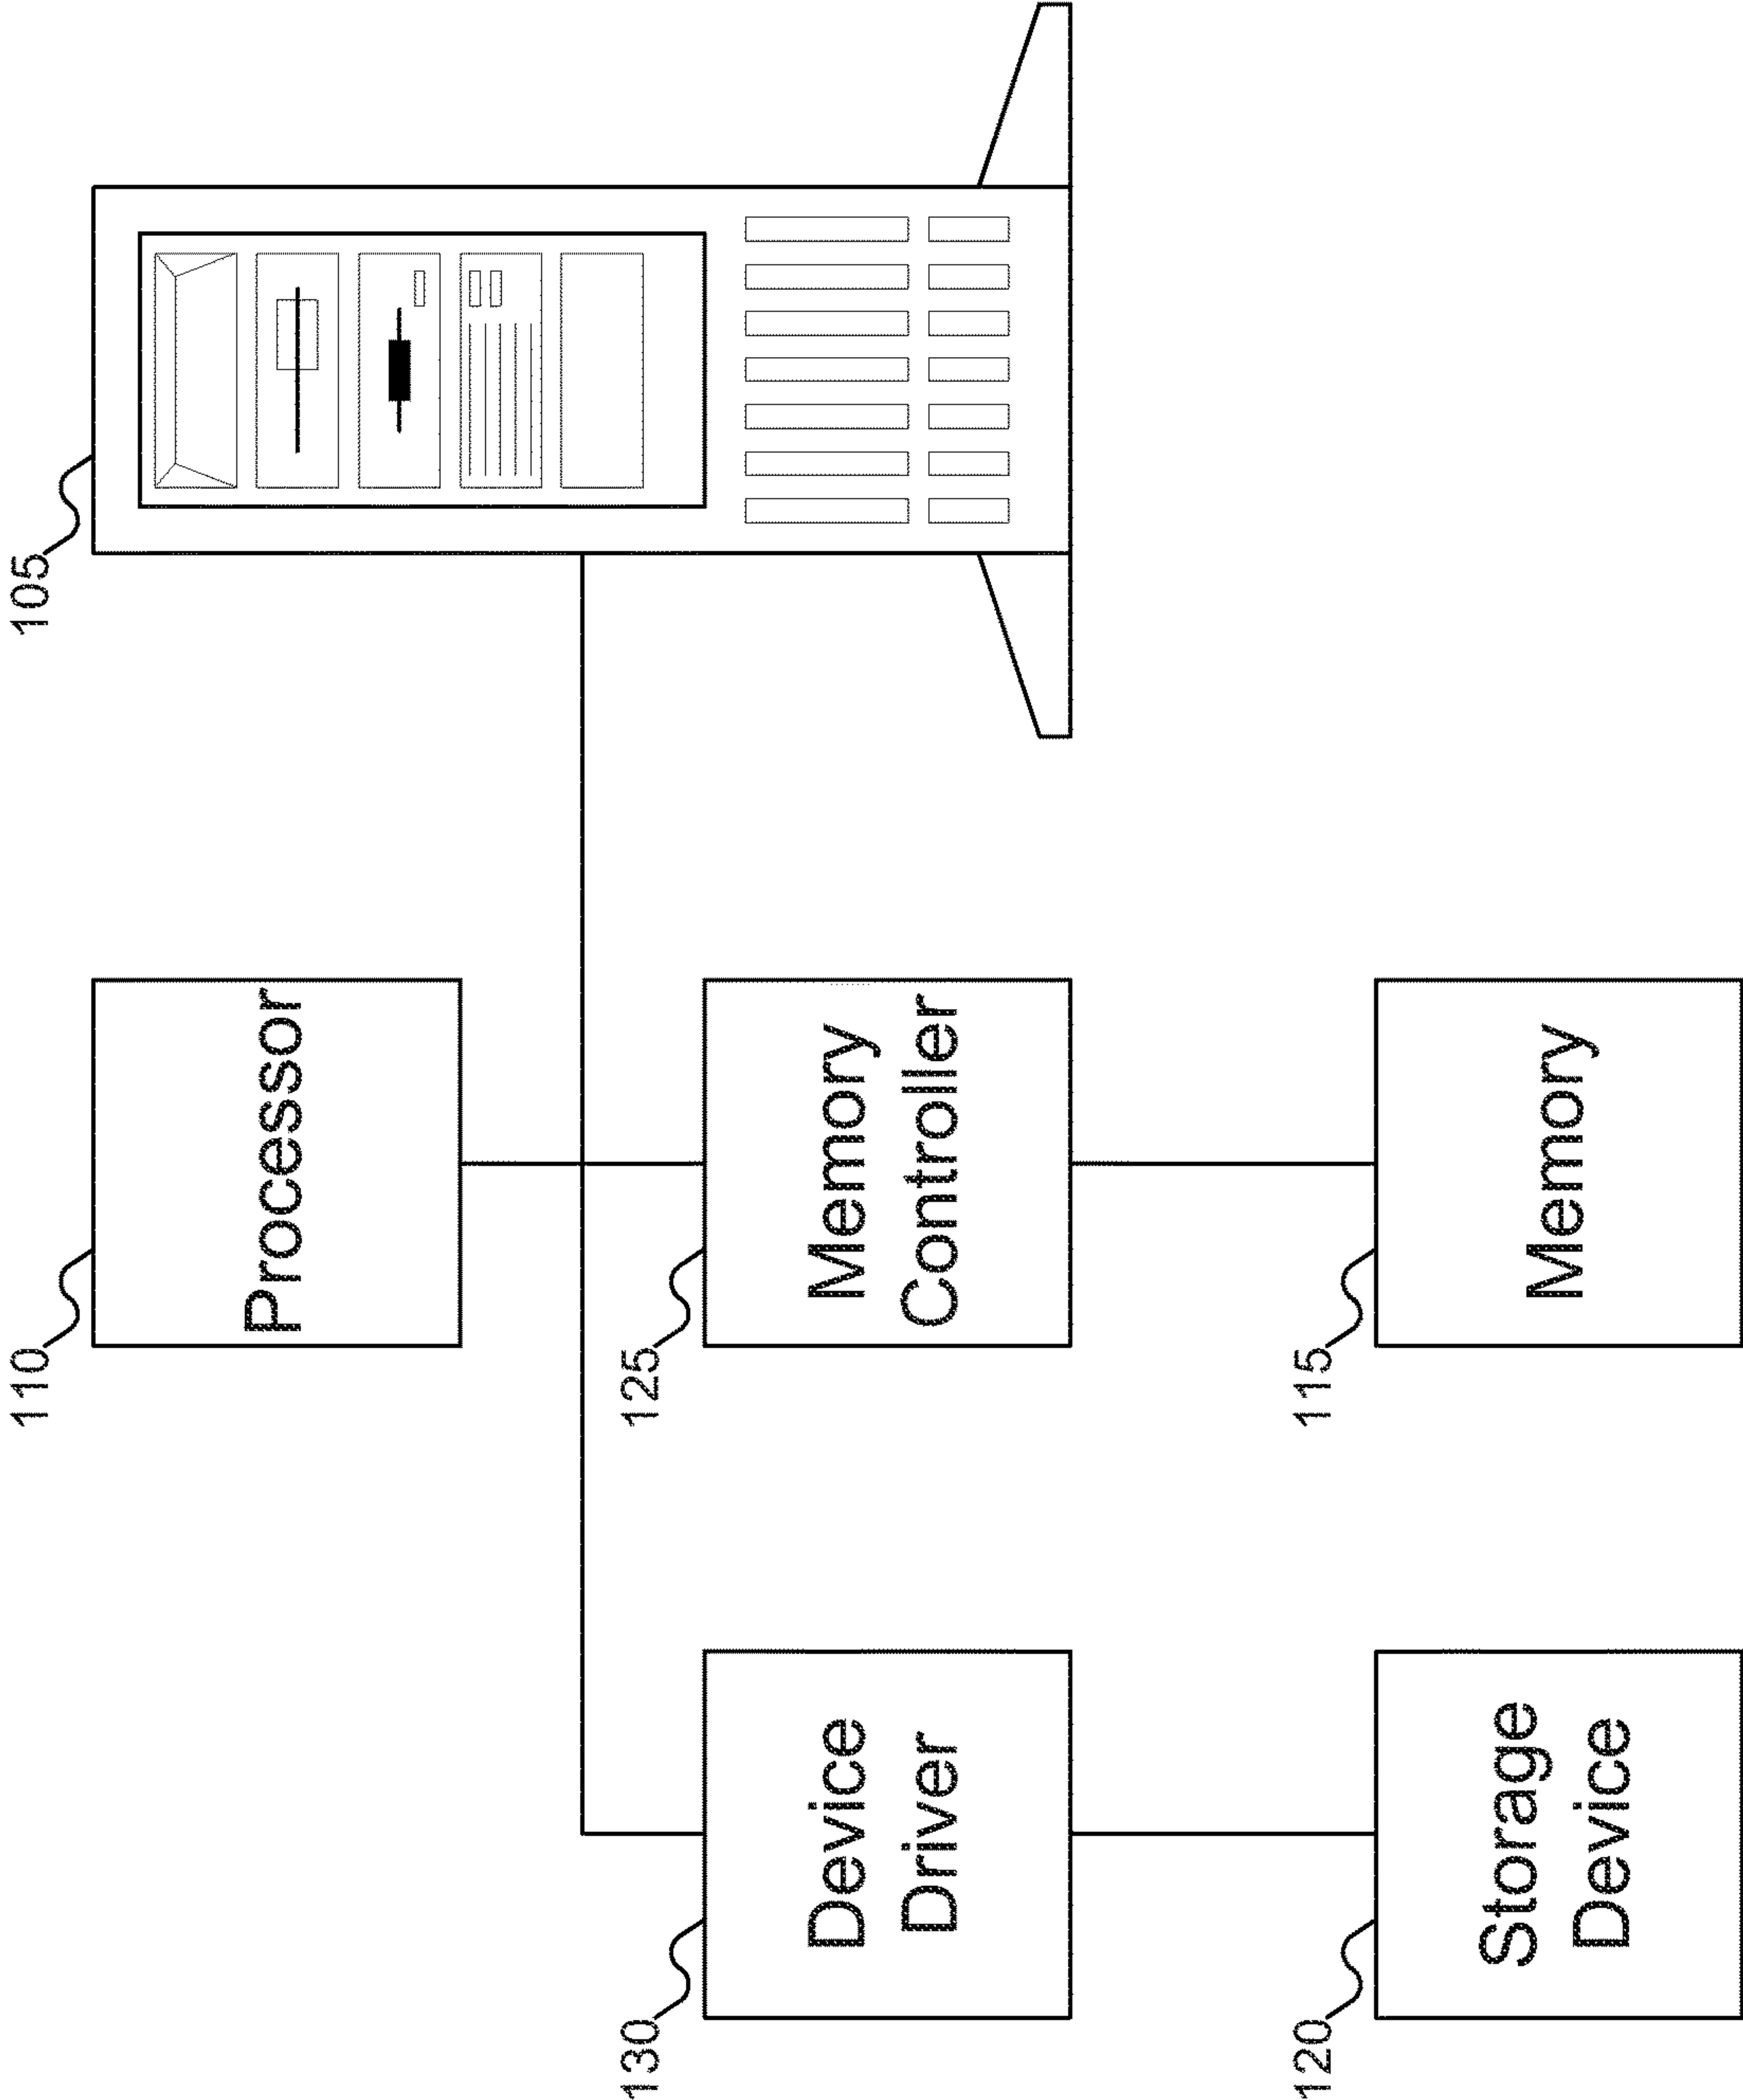 110
105
Processor
130
125
Device
Driver
Memory
Controller
120
115
Storage
Device
Memory